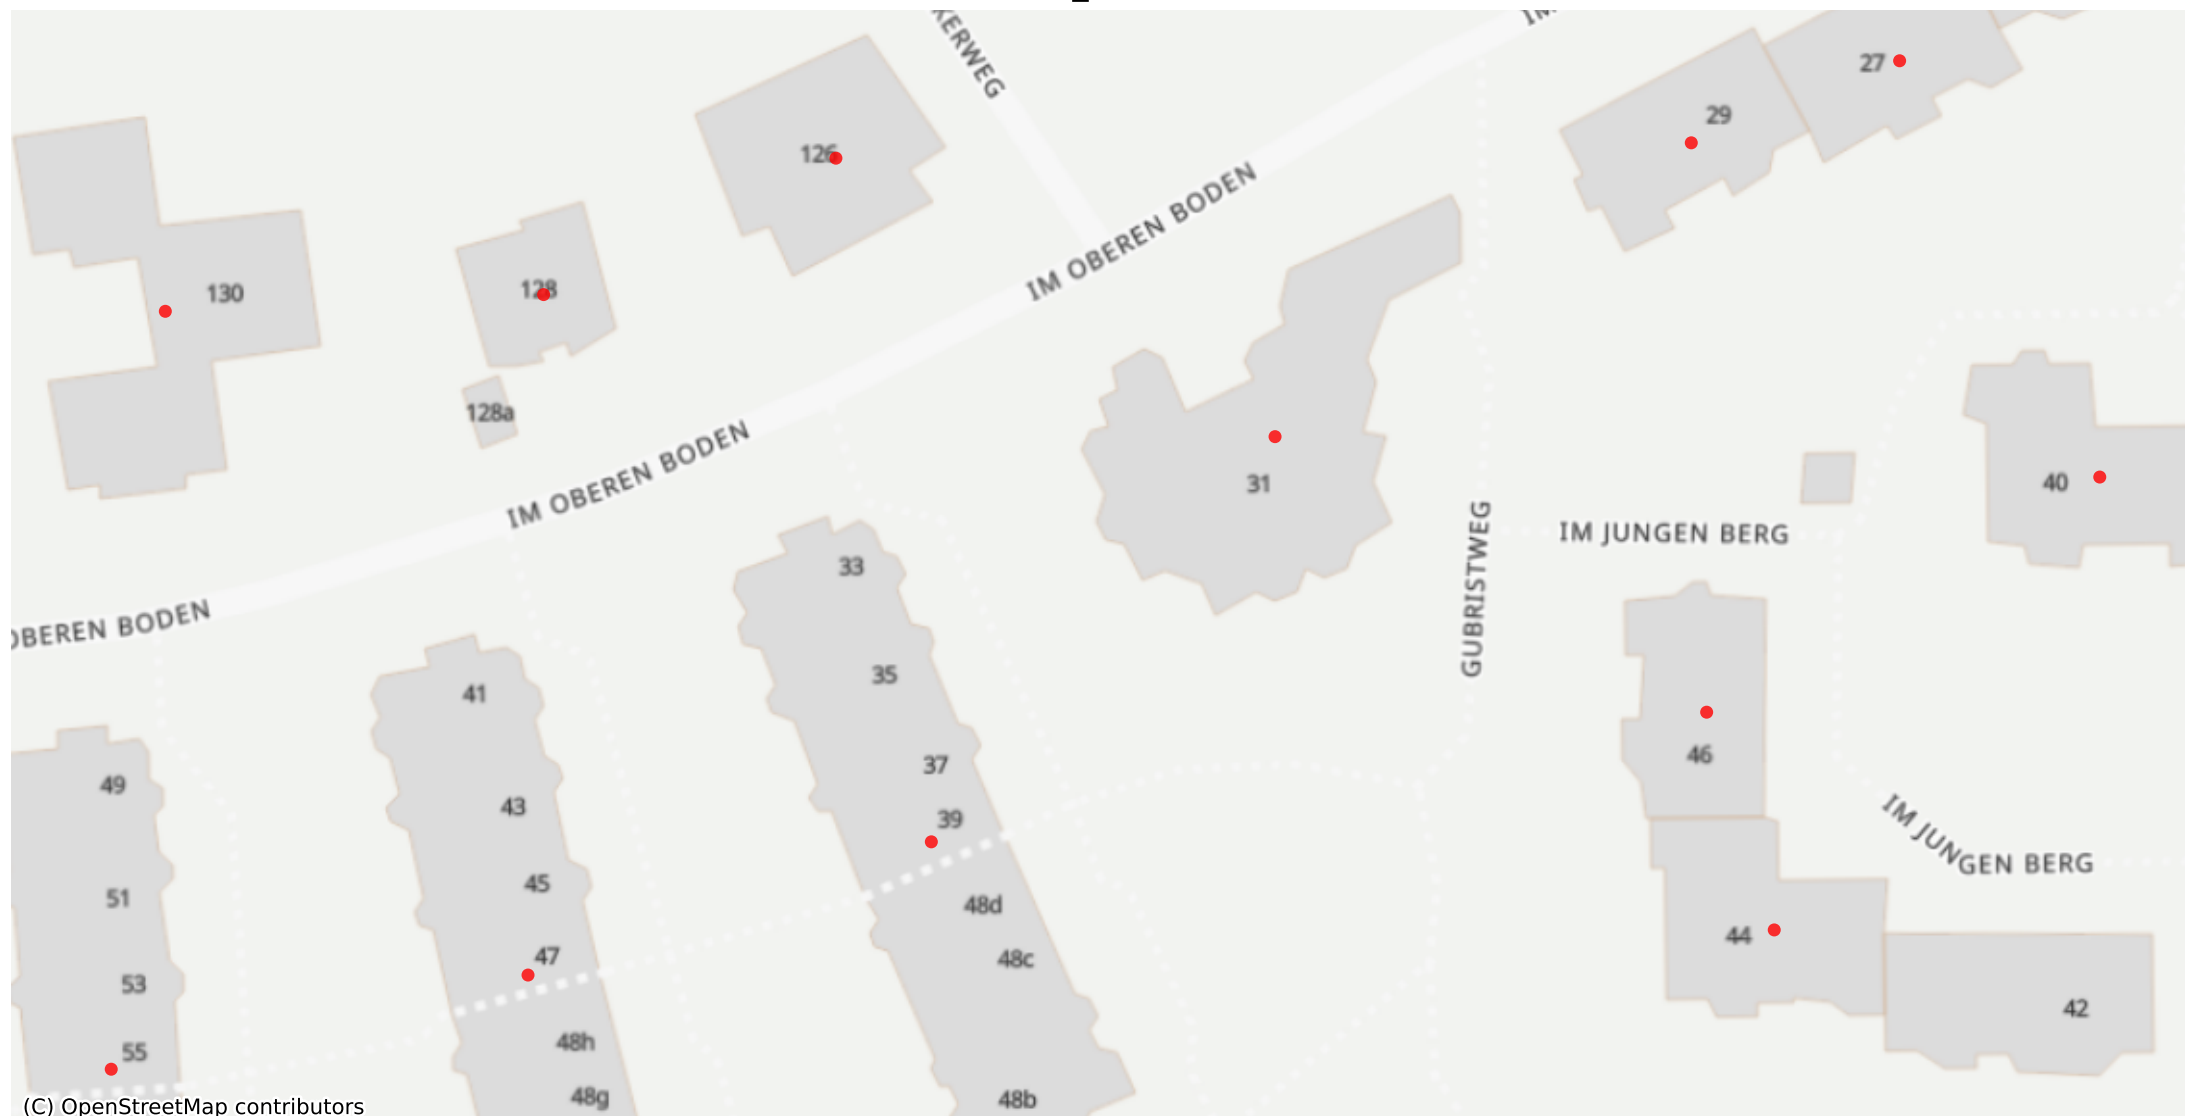 KERWEG
IM
27
29
126
IM OBEREN BODEN
130
128
128a
IM OBEREN BODEN
31
40
IM JUNGEN BERG
GUBRISTWEG
33
OBEREN BODEN
41
35
46
37
49
43
39
IM JUNGEN BERG
45
51
48d
44
47
48c
53
42
48h
55
48g
48b
(C) OpenStreetMap contributors